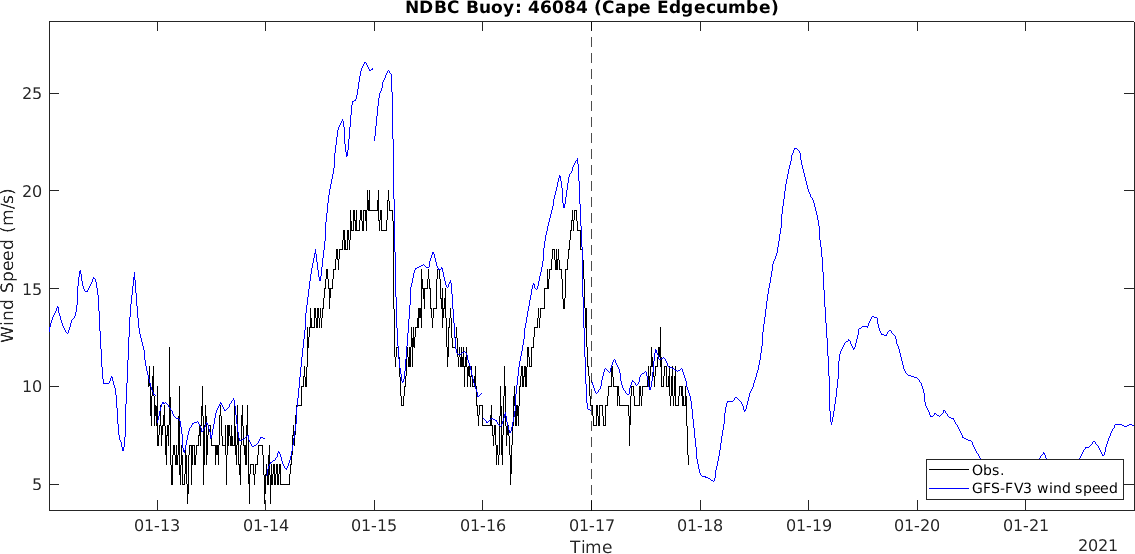 NDBC Buoy: 46084 (Cape Edgecumbe)
Wind Speed (m/s)
25
20
15
10
5
Obs.
GFS-FV3 wind speed
01-13 01-14 01-15 01-16 01-17 01-18 01-19 01-20 01-21
Time
2021